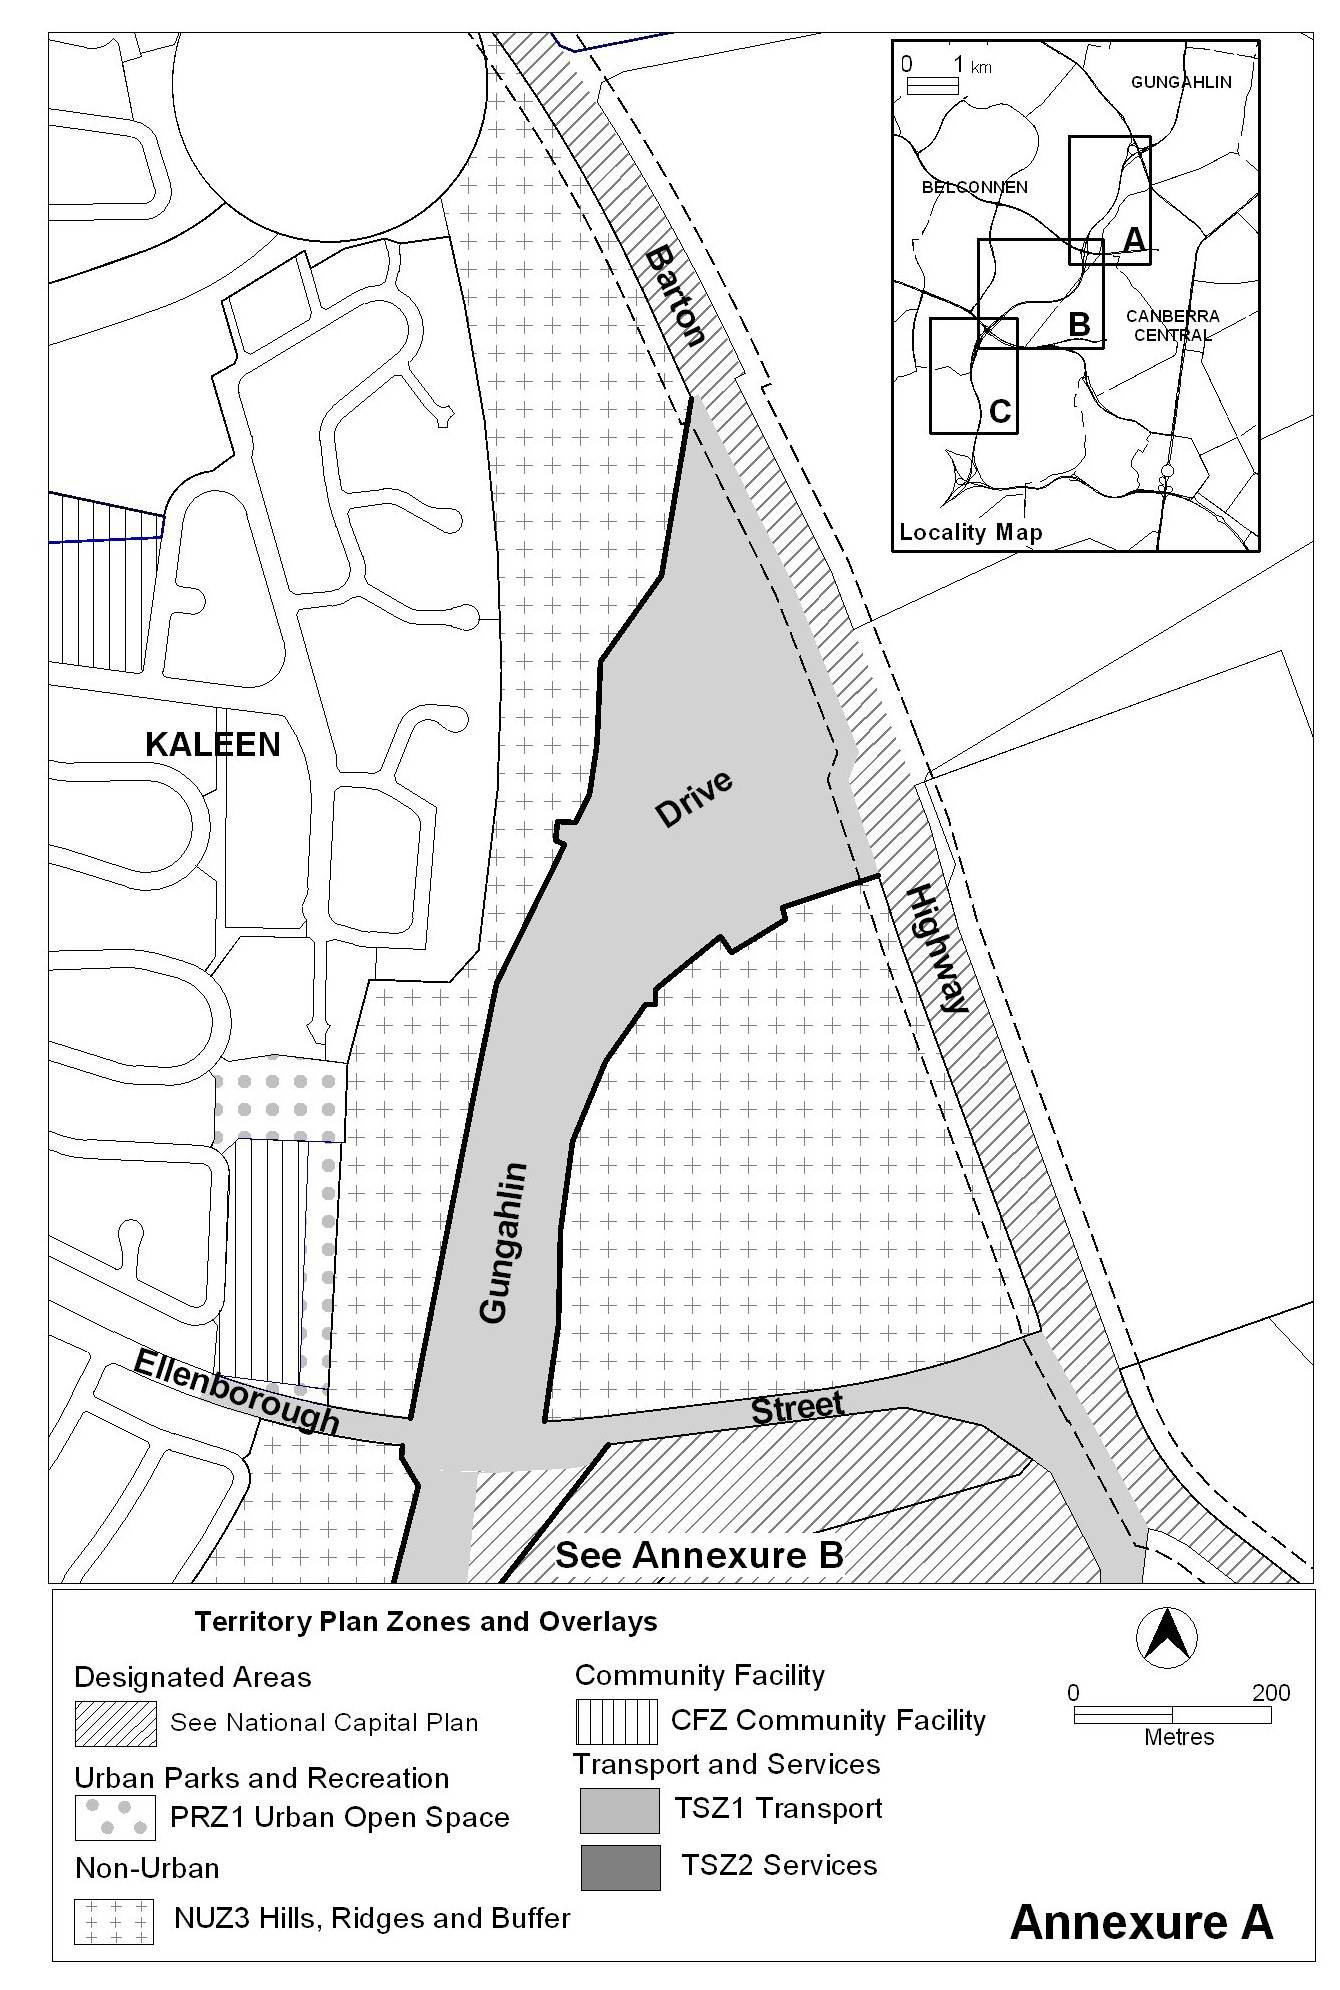 0 1 km
GUNGAHLIN
BELCONNEN
A
B
CANBERRA
CENTRAL
C
Locality Map
Barton
KALEEN
Drive
Highway
Gungahlin
Ellenborough
Street
See Annexure B
Territory Plan Zones and Overlays
Designated Areas
See National Capital Plan
Urban Parks and Recreation
PRZ1 Urban Open Space
Non-Urban
NUZ3 Hills, Ridges and Buffer
Community Facility
CFZ Community Facility
Transport and Services
TSZ1 Transport
TSZ2 Services
0 200
Metres
Annexure A